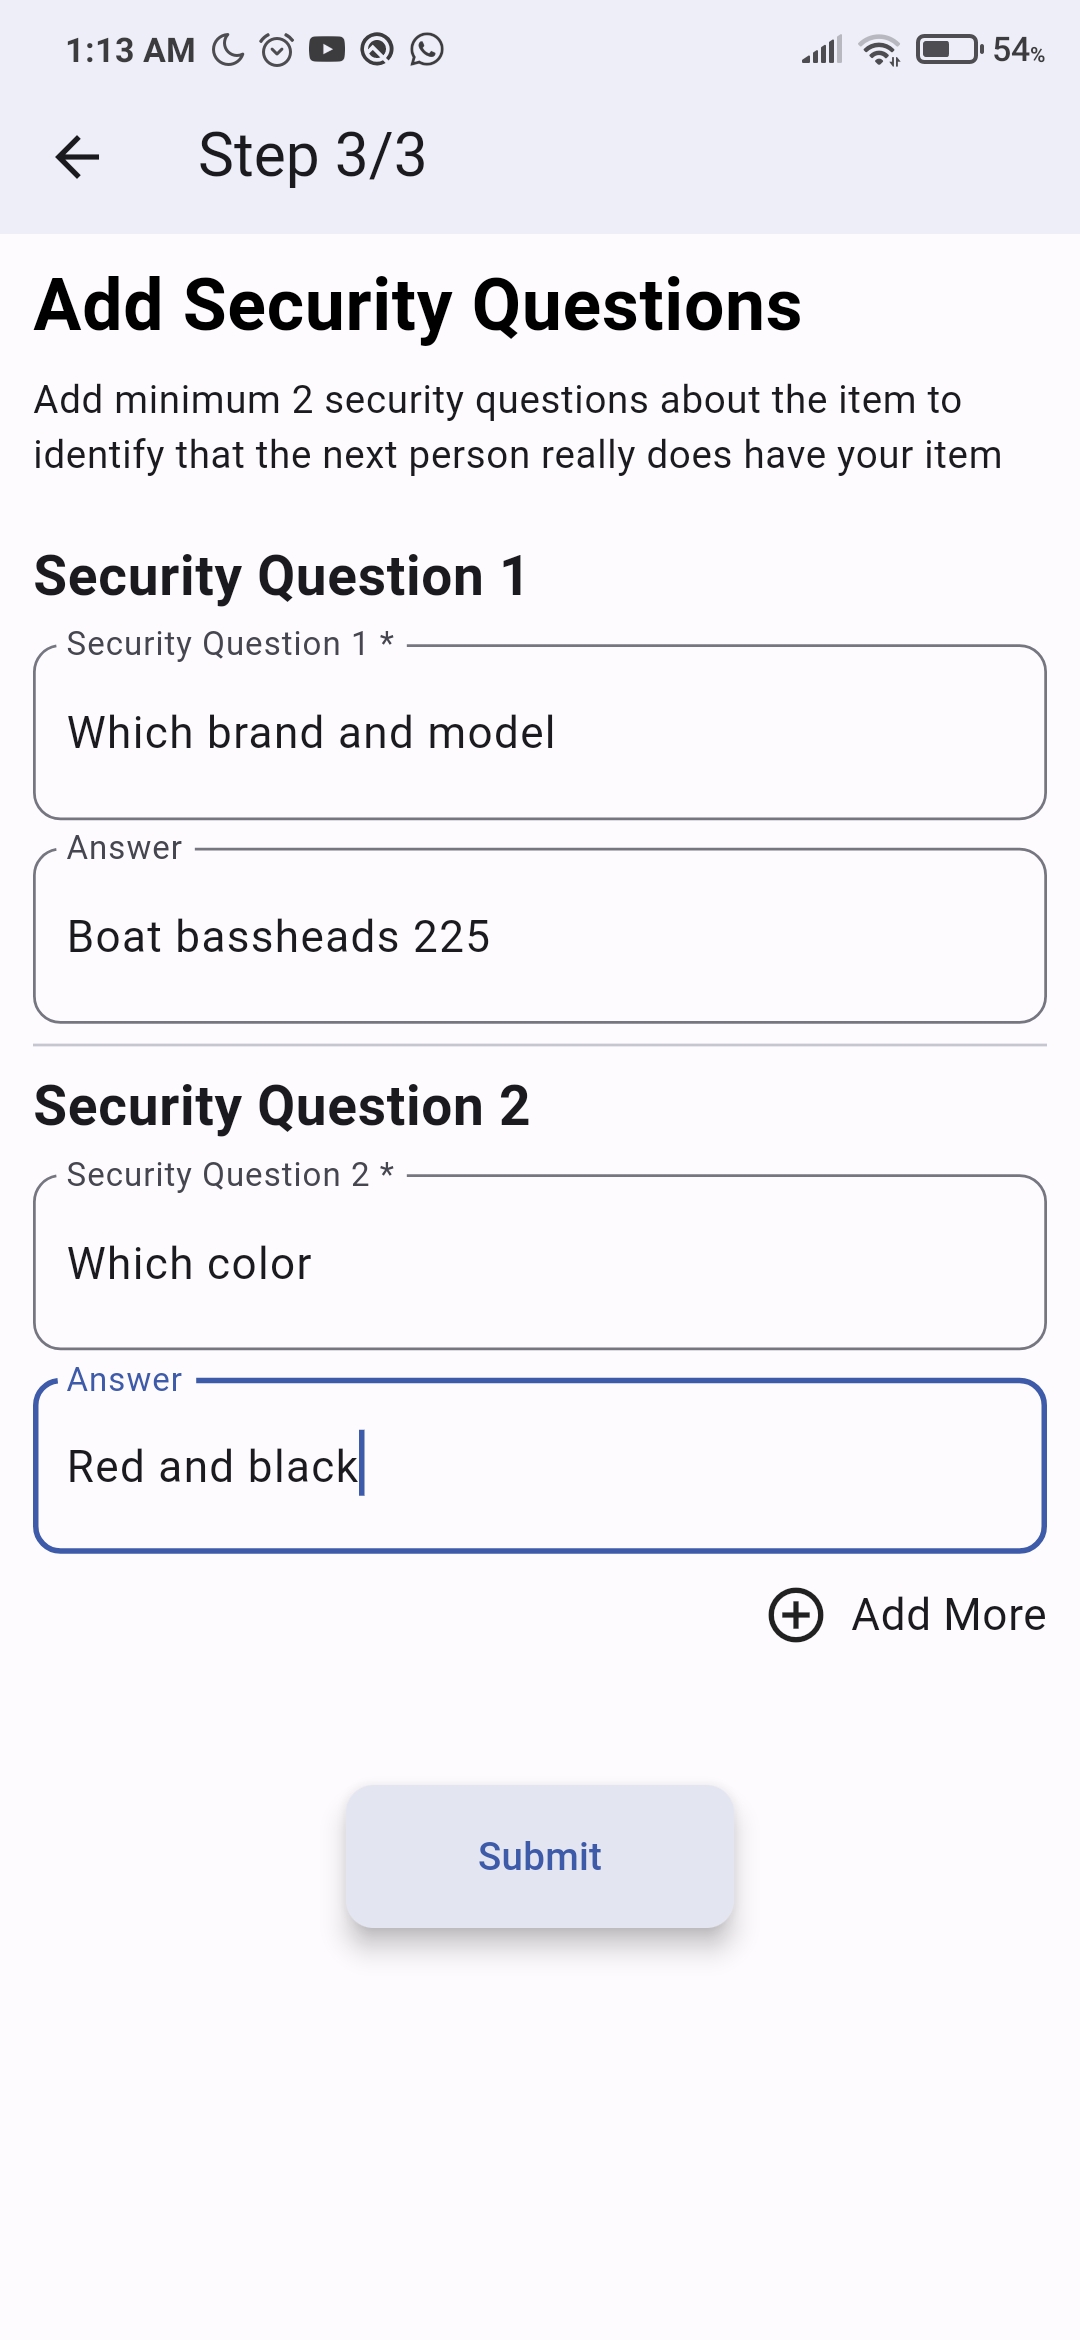 1:13 AM 54%
Step 3/3
Add Security Questions
Add minimum 2 security questions about the item to
identify that the next person really does have your item
Security Question 1
Security Question 1 *
Which brand and model
Answer
Boat bassheads 225
Security Question 2
Security Question 2 *
Which color
Answer
Red and black
Add More
Submit